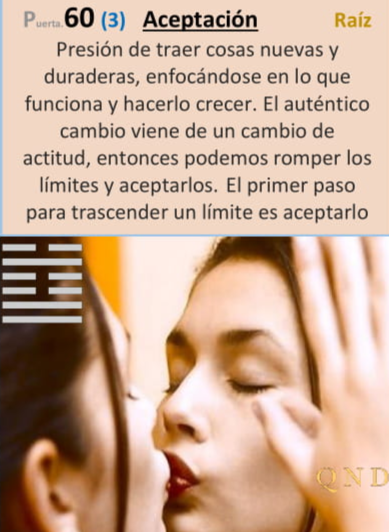 Puerta. 60 (3) Aceptación Raíz
Presión de traer cosas nuevas y
duraderas, enfocándose en lo que
funciona y hacerlo crecer. El auténtico
cambio viene de un cambio de
actitud, entonces podemos romper los
límites y aceptarlos. El primer paso
para trascender un límite es aceptarlo
QND